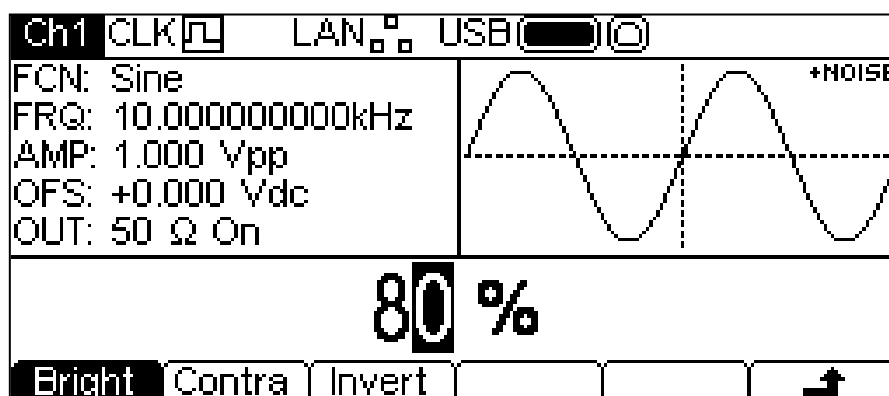 Ch1 CLK LAN USB
FCN: Sine
FRQ: 10.000000000kHz
AMP: 1.000 Vpp
OFS: +0.000 Vdc
OUT: 50 Ω On
+NOISE
80 %
Bright Contra Invert